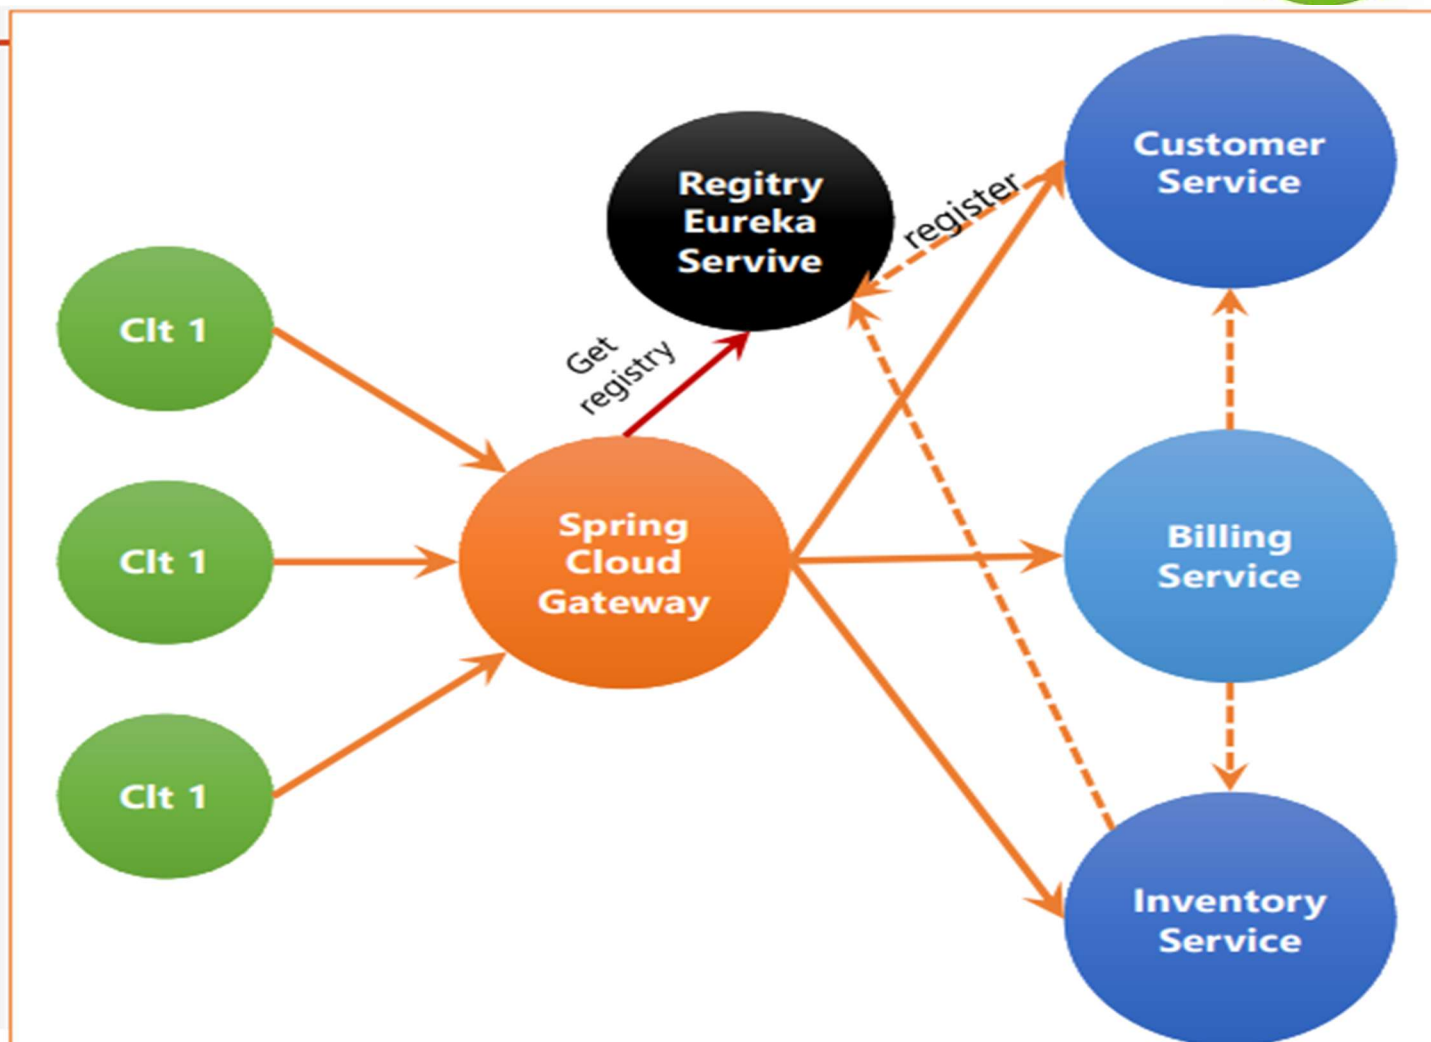 Customer
Service
Regitry
Eureka
Servive
register
Clt 1
Get
registry
Spring
Cloud
Gateway
Clt 1
Billing
Service
Clt 1
Inventory
Service